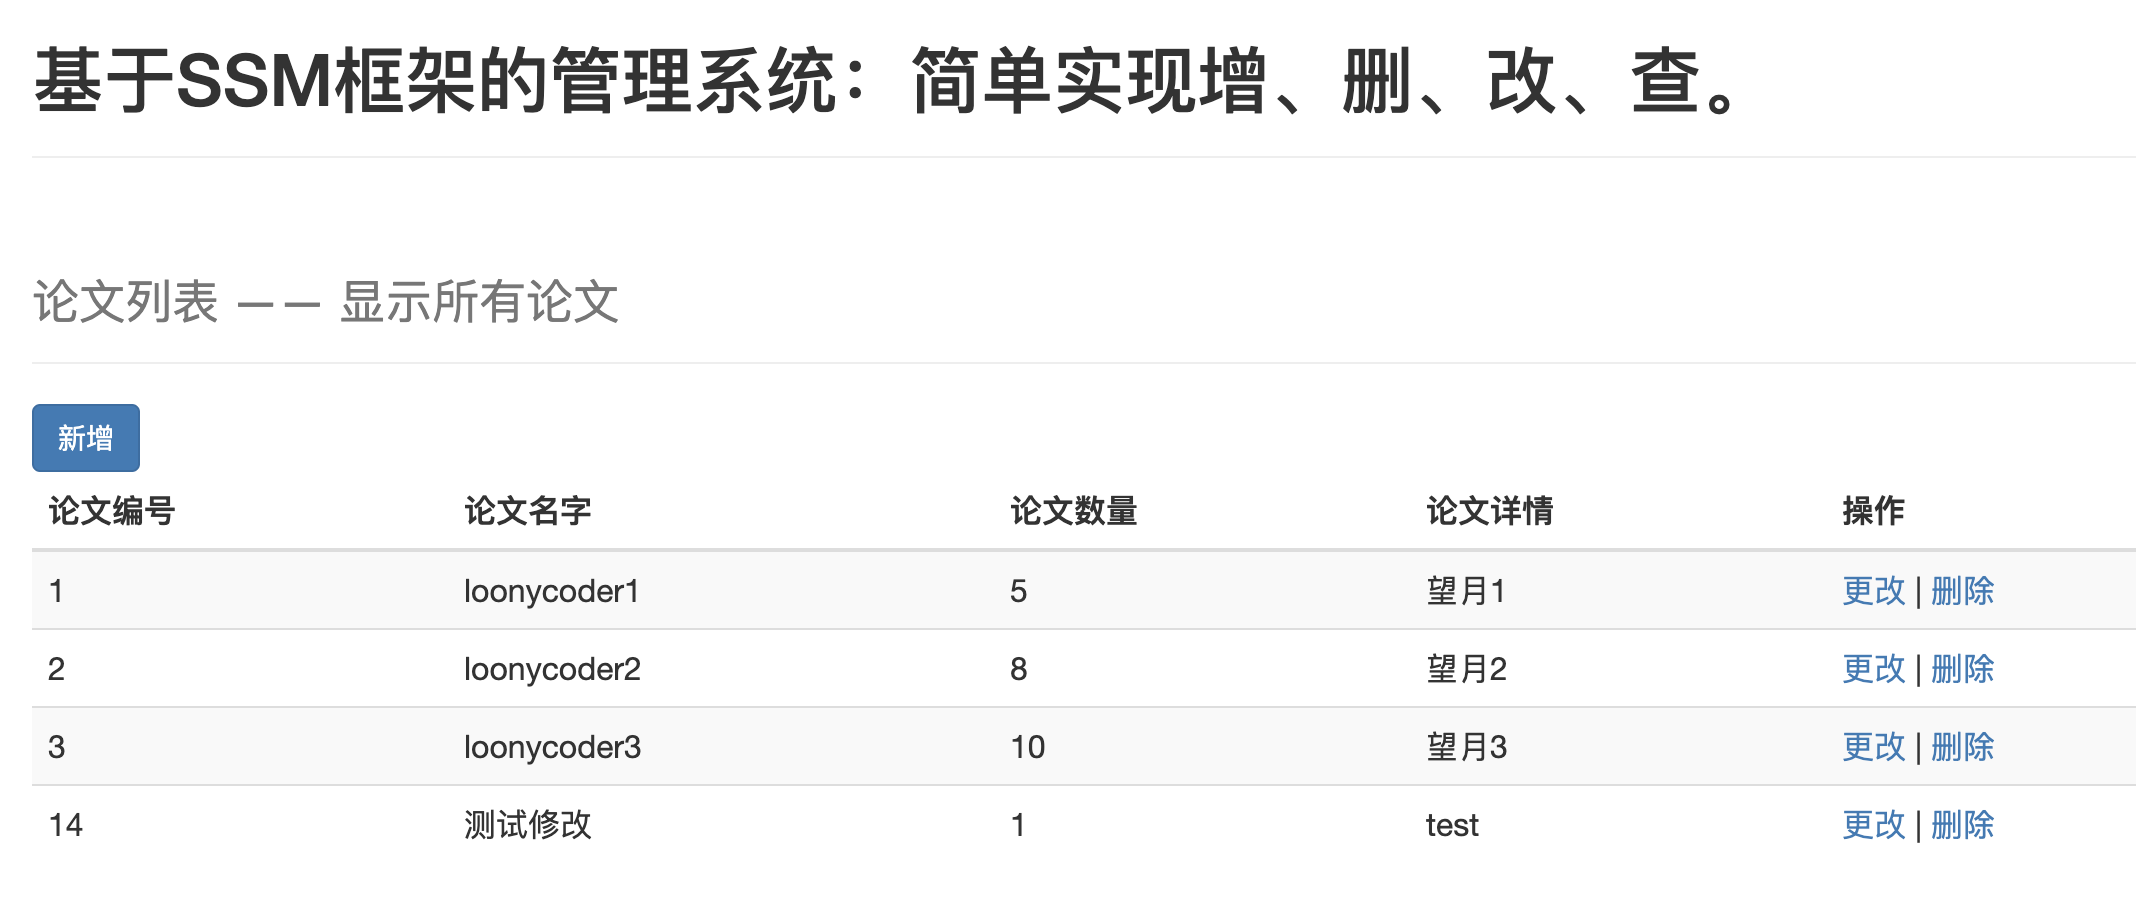 基于SSM框架的管理系统：简单实现增、删、改、查。
论文列表 —— 显示所有论文
新增
论文编号 论文名字 论文数量 论文详情 操作
1 loonycoder1 5 望月1 更改 | 删除
2 loonycoder2 8 望月2 更改 | 删除
3 loonycoder3 10 望月3 更改 | 删除
14 测试修改 1 test 更改 | 删除